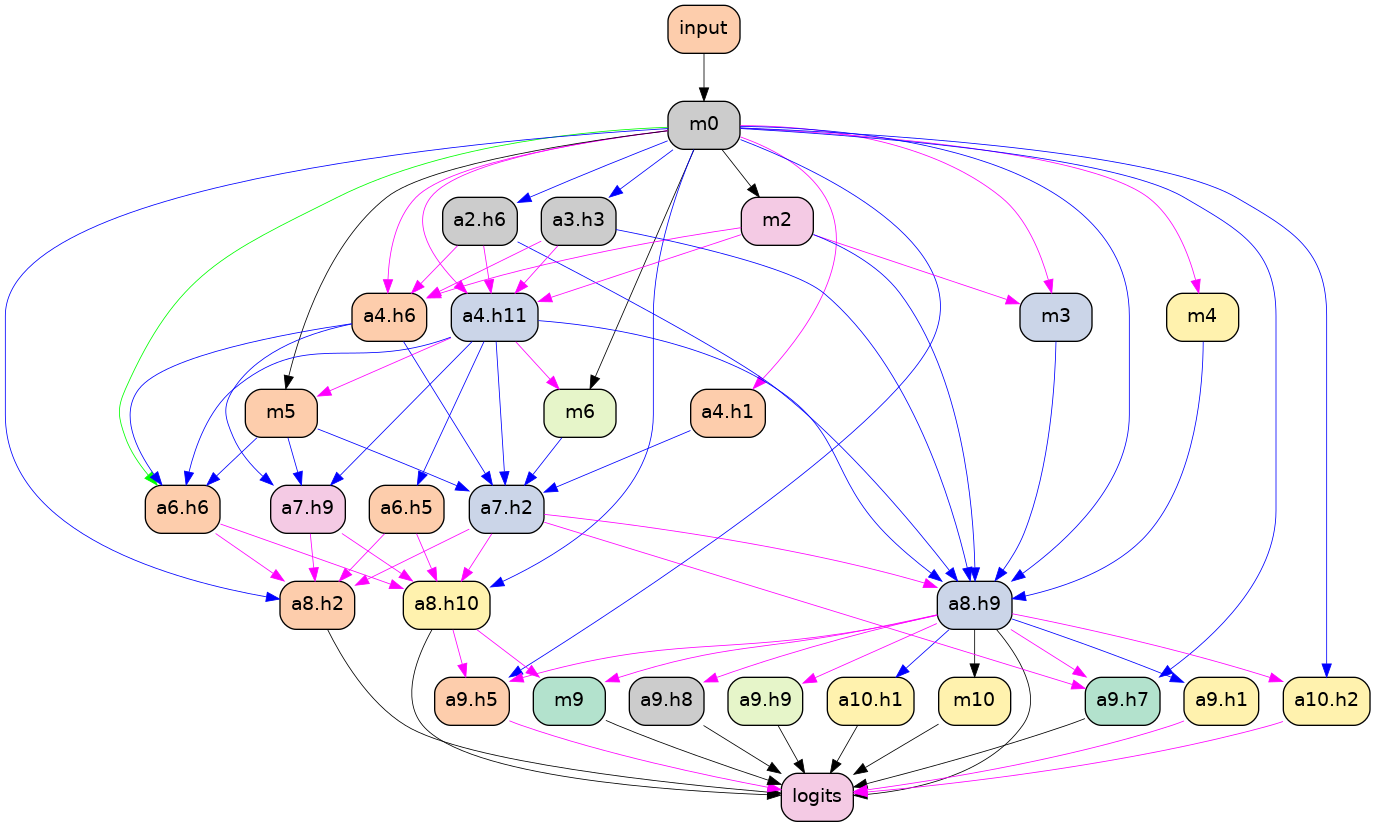 input
m0
a2.h6 a3.h3 m2
a4.h6 a4.h11 m3 m4
m5 m6 a4.h1
a6.h6 a7.h9 a6.h5 a7.h2
a8.h2 a8.h10 a8.h9
a9.h5 m9 a9.h8 a9.h9 a10.h1 m10 a9.h7 a9.h1 a10.h2
logits